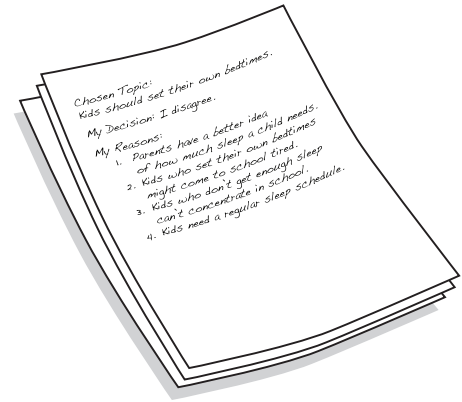 Chosen Topic:
Kids should set their own bedtimes.
My Decision: I disagree.
My Reasons:
1. Parents have a better idea
of how much sleep a child needs.
2. Kids who set their own bedtimes
might come to school tired.
3. Kids who don't get enough sleep
can't concentrate in school.
4. Kids need a regular sleep schedule.